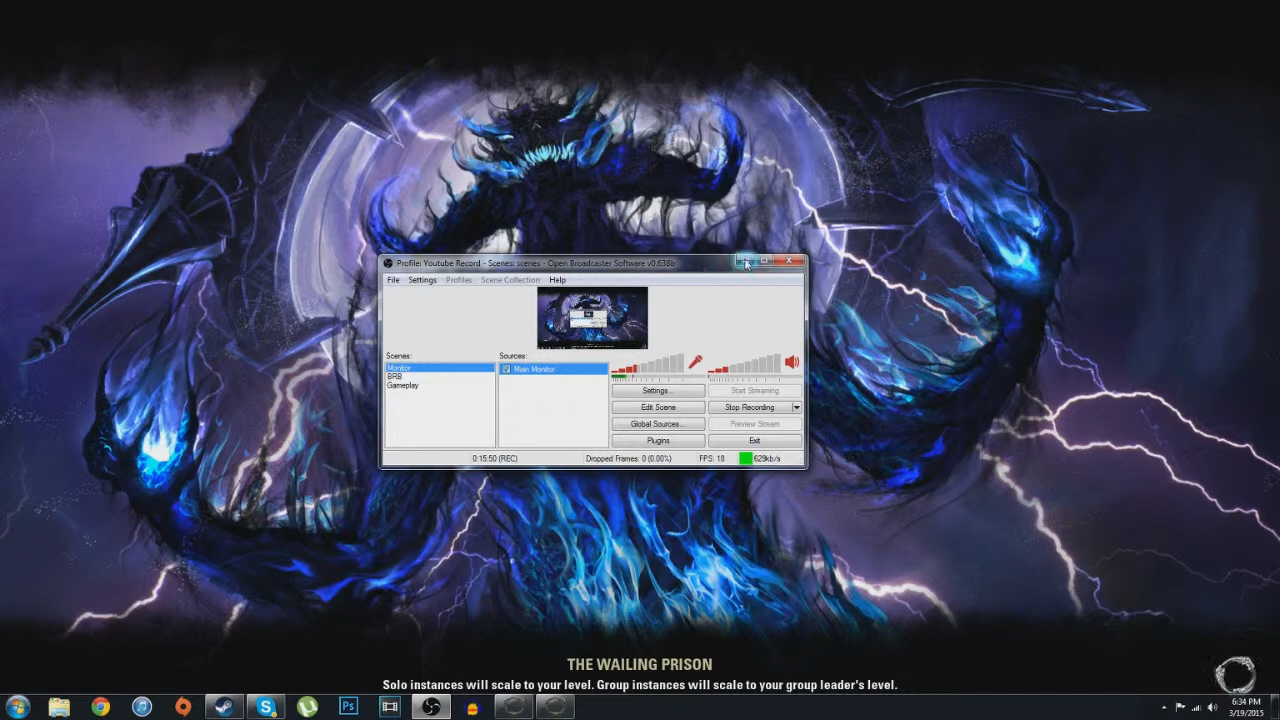 Profile: Youtube Record - Scenes: scenes - Open Broadcaster Software v0.638b
File Settings Profiles Scene Collection Help
Scenes:
Monitor
BRB
Gameplay
Sources:
Main Monitor
Settings...
Start Streaming
Edit Scene
Stop Recording
Global Sources...
Preview Stream
Plugins
Exit
0:15:50 (REC)
Dropped Frames: 0 (0.00%)
FPS: 18
629kb/s
THE WAILING PRISON
Solo instances will scale to your level. Group instances will scale to your group leader's level.
Ps
6:34 PM
3/19/2015